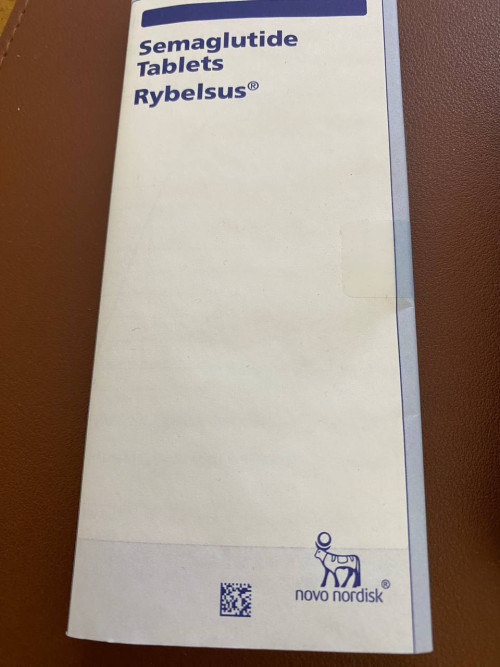 Semaglutide
Tablets
Rybelsus®
novo nordisk®